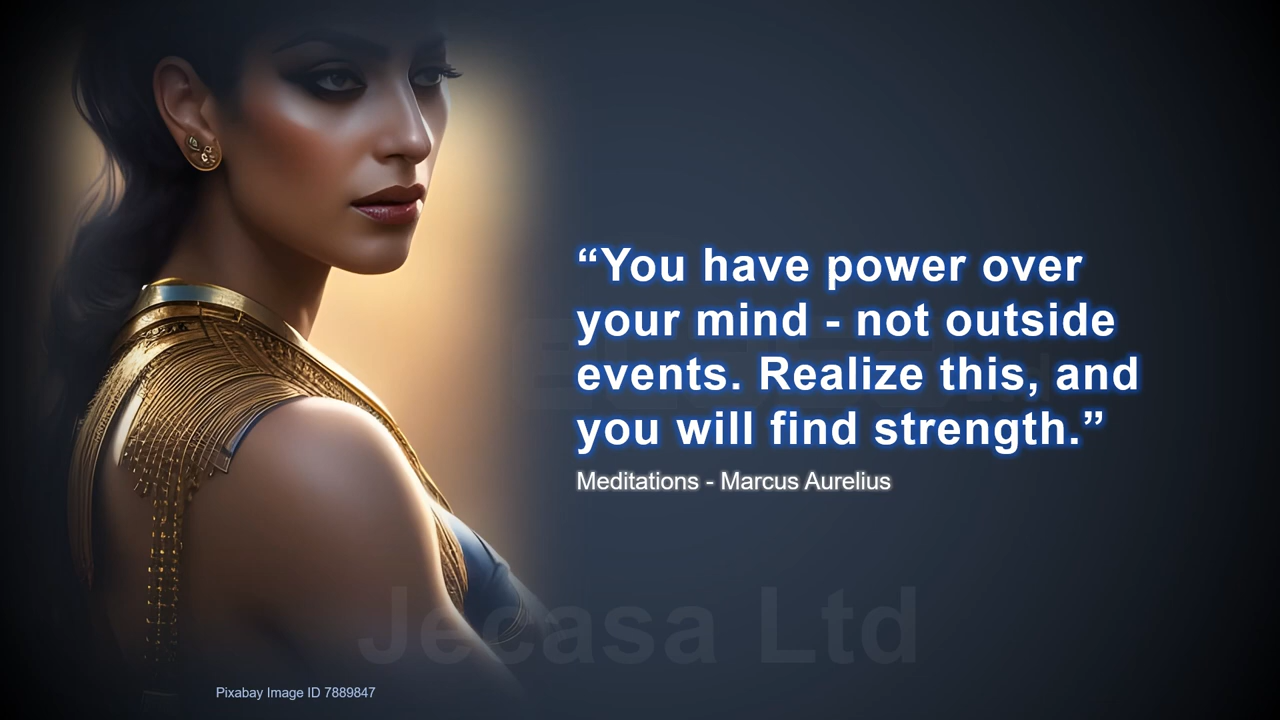 “You have power over
your mind - not outside
events. Realize this, and
you will find strength.”
Meditations - Marcus Aurelius
Jecasa Ltd
Pixabay Image ID 7889847